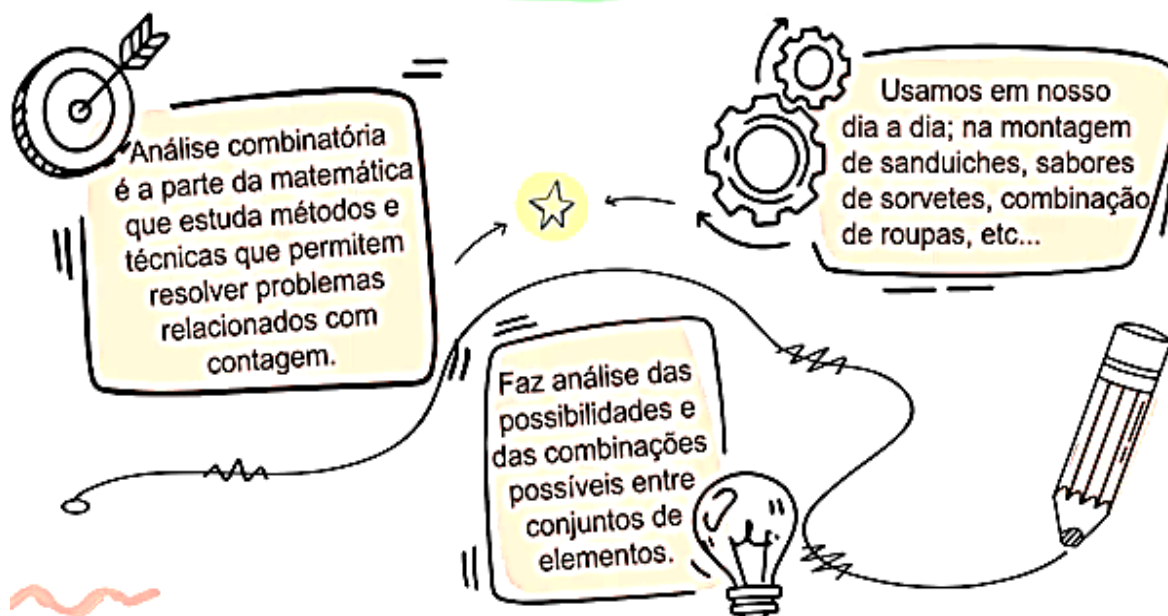 Análise combinatória
é a parte da matemática
que estuda métodos e
técnicas que permitem
resolver problemas
relacionados com
contagem.
Usamos em nosso
dia a dia; na montagem
de sanduiches, sabores
de sorvetes, combinação
de roupas, etc...
Faz análise das
possibilidades e
das combinações
possíveis entre
conjuntos de
elementos.